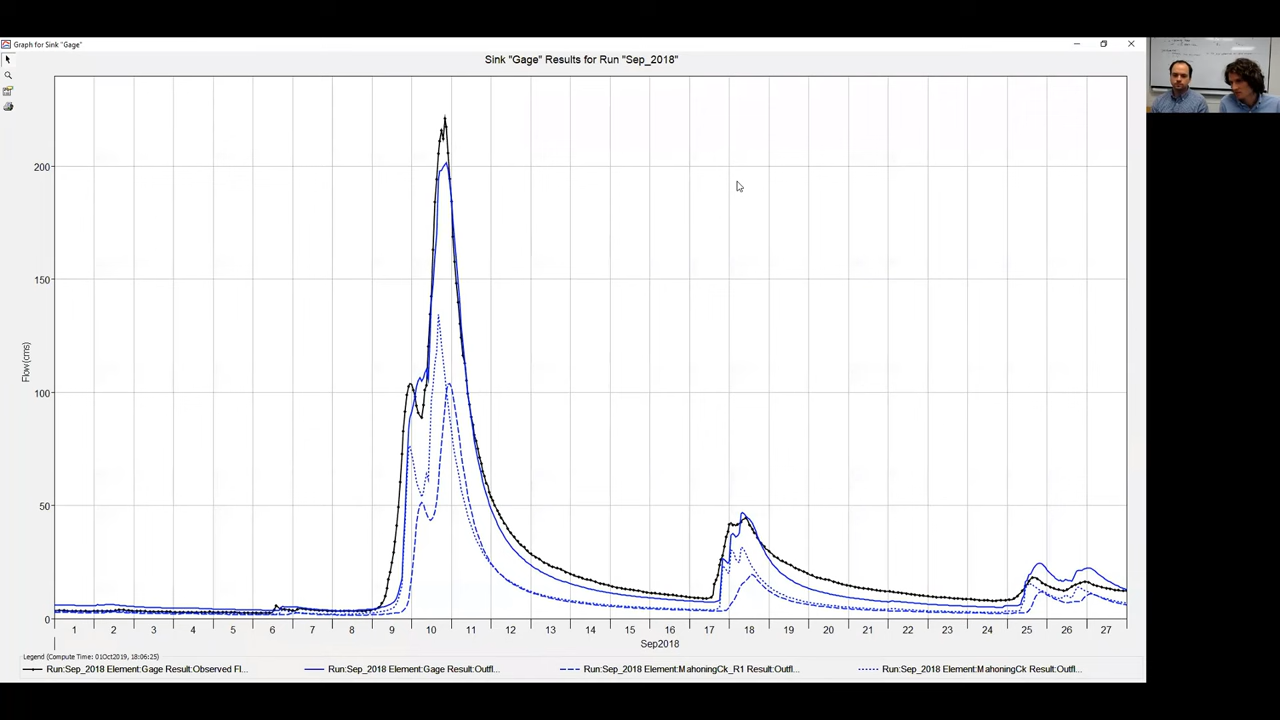 Graph for Sink "Gage"
Sink "Gage" Results for Run "Sep_2018"
200
150
100
50
0
Flow (cms)
1 2 3 4 5 6 7 8 9 10 11 12 13 14 15 16 17 18 19 20 21 22 23 24 25 26 27
Sep2018
Legend (Compute Time: 01Oct2019, 18:06:25)
Run:Sep_2018 Element:Gage Result:Observed Fl... Run:Sep_2018 Element:Gage Result:Outfl... Run:Sep_2018 Element:MahoningCk_R1 Result:Outfl... Run:Sep_2018 Element:MahoningCk Result:Outfl...